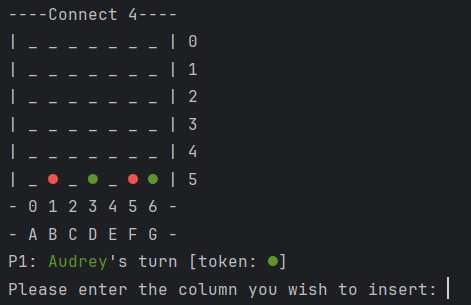 ----Connect 4----
| _ _ _ _ _ _ _ | 0
| _ _ _ _ _ _ _ | 1
| _ _ _ _ _ _ _ | 2
| _ _ _ _ _ _ _ | 3
| _ _ _ _ _ _ _ | 4
| _ ● _ ● _ ● ● | 5
- 0 1 2 3 4 5 6 -
- A B C D E F G -
P1: Audrey's turn [token: ●]
Please enter the column you wish to insert: